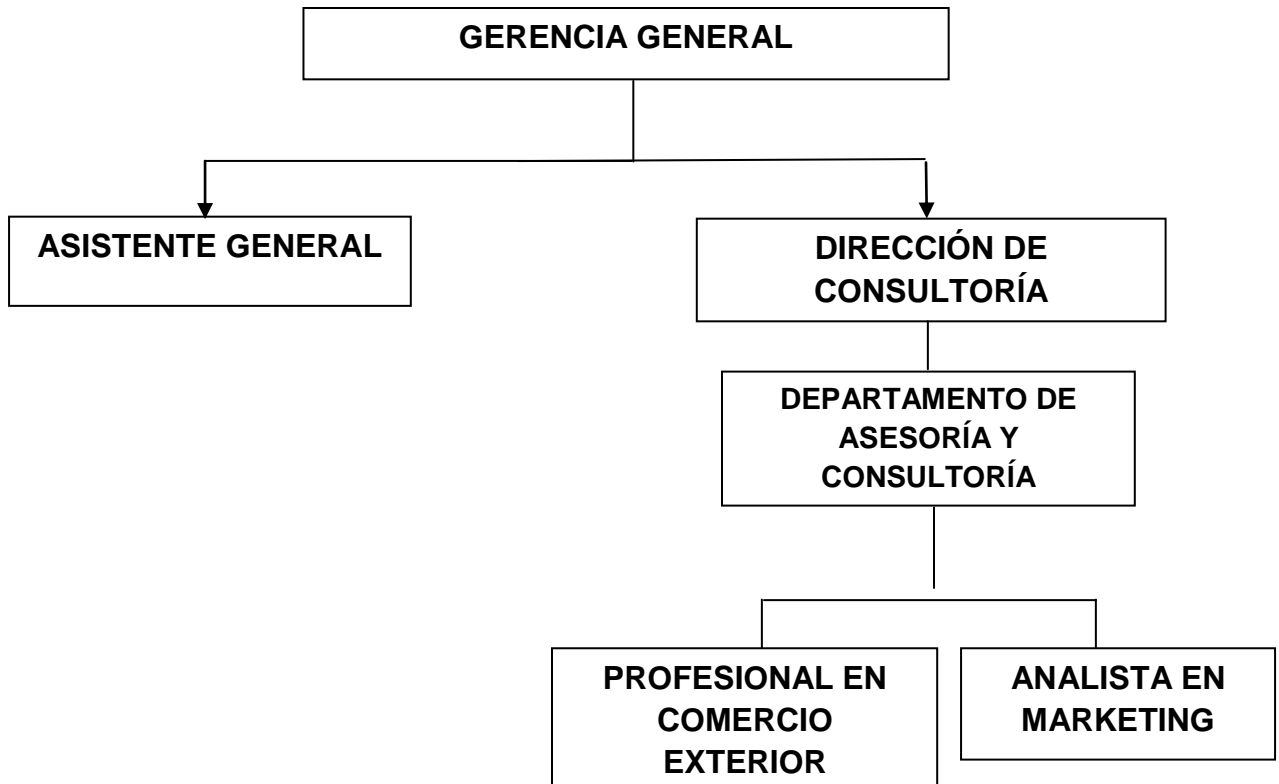 GERENCIA GENERAL
ASISTENTE GENERAL
DIRECCIÓN DE
CONSULTORÍA
DEPARTAMENTO DE
ASESORÍA Y
CONSULTORÍA
PROFESIONAL EN
COMERCIO
EXTERIOR
ANALISTA EN
MARKETING